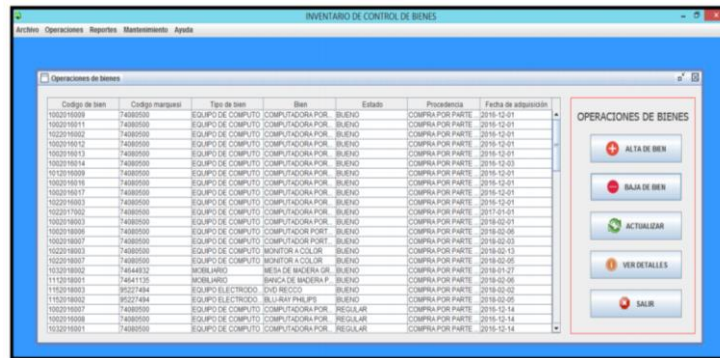 INVENTARIO DE CONTROL DE BIENES
Archivo Operaciones Reportes Mantenimiento Ayuda
Operaciones de bienes
Codigo de bien Codigo marquesi Tipo de bien Bien Estado Procedencia Fecha de adquisición
1002016009 74080500 EQUIPO DE COMPUTO COMPUTADORA POR... BUENO COMPRA POR PARTE ... 2016-12-01
1002016011 74080500 EQUIPO DE COMPUTO COMPUTADORA POR... BUENO COMPRA POR PARTE ... 2016-12-01
1022016002 74080500 EQUIPO DE COMPUTO COMPUTADORA POR... BUENO COMPRA POR PARTE ... 2016-12-01
1002016012 74080500 EQUIPO DE COMPUTO COMPUTADORA POR... BUENO COMPRA POR PARTE ... 2016-12-01
1002016013 74080500 EQUIPO DE COMPUTO COMPUTADORA POR... BUENO COMPRA POR PARTE ... 2016-12-01
1002016014 74080500 EQUIPO DE COMPUTO COMPUTADORA POR... BUENO COMPRA POR PARTE ... 2016-12-03
1012016009 74080500 EQUIPO DE COMPUTO COMPUTADORA POR... BUENO COMPRA POR PARTE ... 2016-12-01
1002016016 74080500 EQUIPO DE COMPUTO COMPUTADORA POR... BUENO COMPRA POR PARTE ... 2016-12-01
1002016017 74080500 EQUIPO DE COMPUTO COMPUTADORA POR... BUENO COMPRA POR PARTE ... 2016-12-01
1022016003 74080500 EQUIPO DE COMPUTO COMPUTADORA POR... BUENO COMPRA POR PARTE ... 2016-12-01
1022017002 74080500 EQUIPO DE COMPUTO COMPUTADORA POR... BUENO COMPRA POR PARTE ... 2017-01-01
1002018003 74080500 EQUIPO DE COMPUTO COMPUTADORA POR... BUENO COMPRA POR PARTE ... 2018-02-01
1002018006 74080500 EQUIPO DE COMPUTO COMPUTADOR PORT... BUENO COMPRA POR PARTE ... 2018-02-06
1002018007 74080500 EQUIPO DE COMPUTO COMPUTADOR PORT... BUENO COMPRA POR PARTE ... 2018-02-03
1022018003 74080500 EQUIPO DE COMPUTO MONITOR A COLOR BUENO COMPRA POR PARTE ... 2018-02-13
1022018007 74080500 EQUIPO DE COMPUTO MONITOR A COLOR BUENO COMPRA POR PARTE ... 2018-02-05
1032018002 74644932 MOBILIARIO MESA DE MADERA GR... BUENO COMPRA POR PARTE ... 2018-01-27
1112018001 74641135 MOBILIARIO BANCA DE MADERA P... BUENO COMPRA POR PARTE ... 2018-02-06
1152018003 95227494 EQUIPO ELECTRODO... DVD RECCO BUENO COMPRA POR PARTE ... 2018-02-02
1152018002 95227494 EQUIPO ELECTRODO... BLU-RAY PHILIPS BUENO COMPRA POR PARTE ... 2018-02-05
1002016007 74080500 EQUIPO DE COMPUTO COMPUTADORA POR... REGULAR COMPRA POR PARTE ... 2016-12-14
1002016008 74080500 EQUIPO DE COMPUTO COMPUTADORA POR... REGULAR COMPRA POR PARTE ... 2016-12-14
1032016001 74080500 EQUIPO DE COMPUTO COMPUTADORA POR... REGULAR COMPRA POR PARTE ... 2016-12-14
OPERACIONES DE BIENES
ALTA DE BIEN
BAJA DE BIEN
ACTUALIZAR
VER DETALLES
SALIR